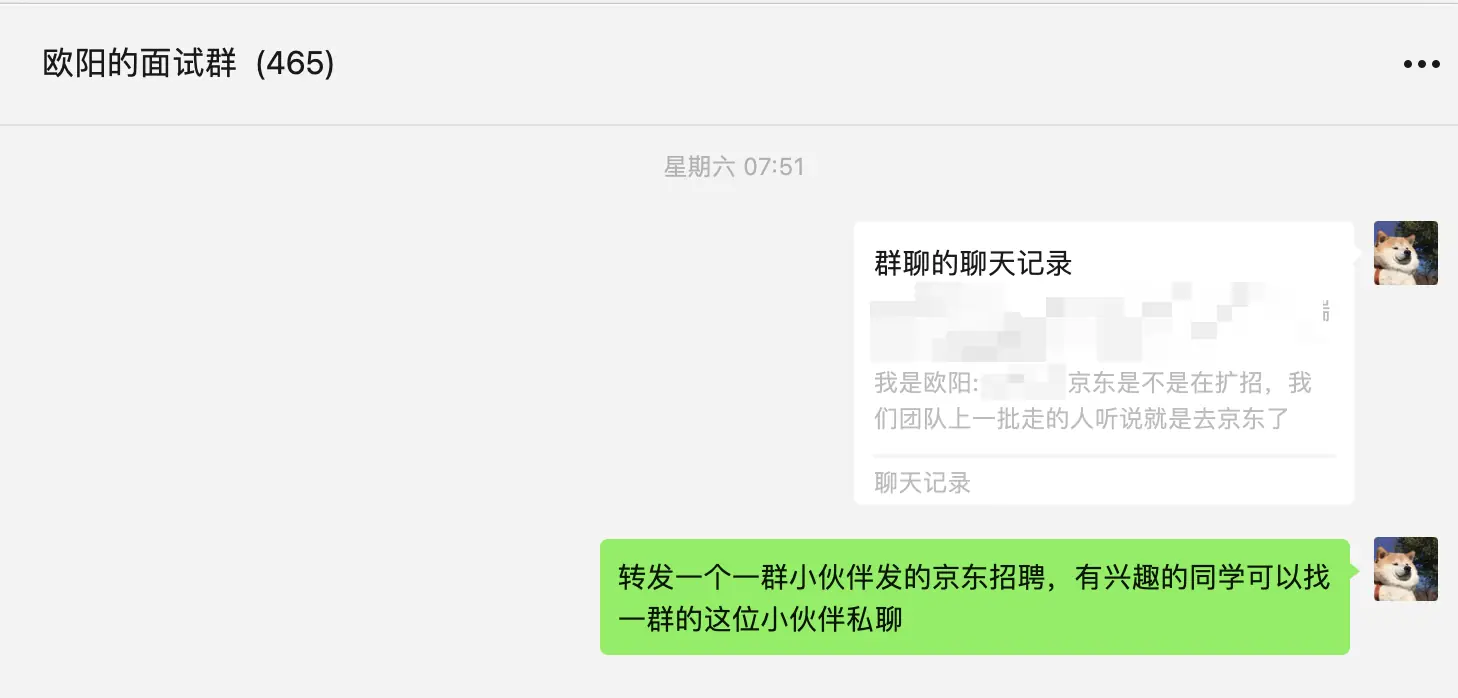 欧阳的面试群 (465)
星期六 07:51
群聊的聊天记录
我是欧阳: 京东是不是在扩招，我
们团队上一批走的人听说就是去京东了
聊天记录
转发一个一群小伙伴发的京东招聘，有兴趣的同学可以找
一群的这位小伙伴私聊